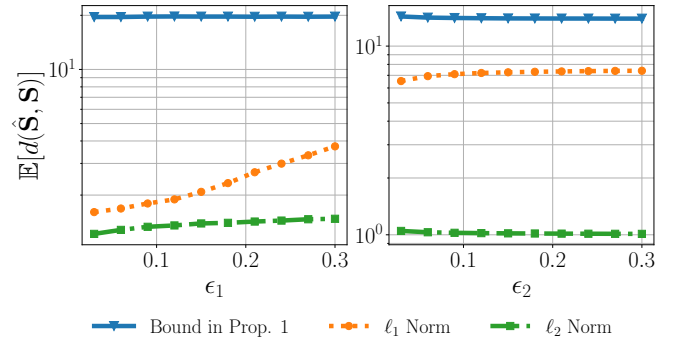 𝔼[d(Ŝ, S)]
10¹
0.1 0.2 0.3
ϵ₁
10¹
10⁰
0.1 0.2 0.3
ϵ₂
Bound in Prop. 1 ℓ₁ Norm ℓ₂ Norm